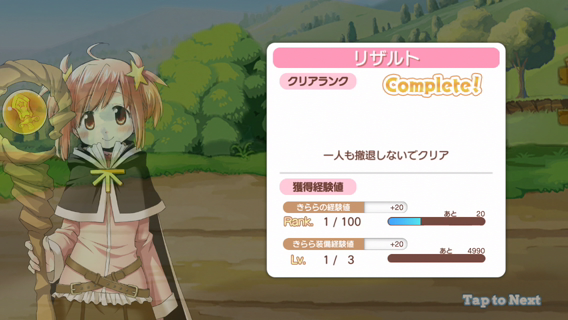 リザルト
クリアランク
Complete!
一人も撤退しないでクリア
獲得経験値
きららの経験値 +20
Rank. 1 / 100 あと 20
きらら装備経験値 +20
Lv. 1 / 3 あと 4990
Tap to Next